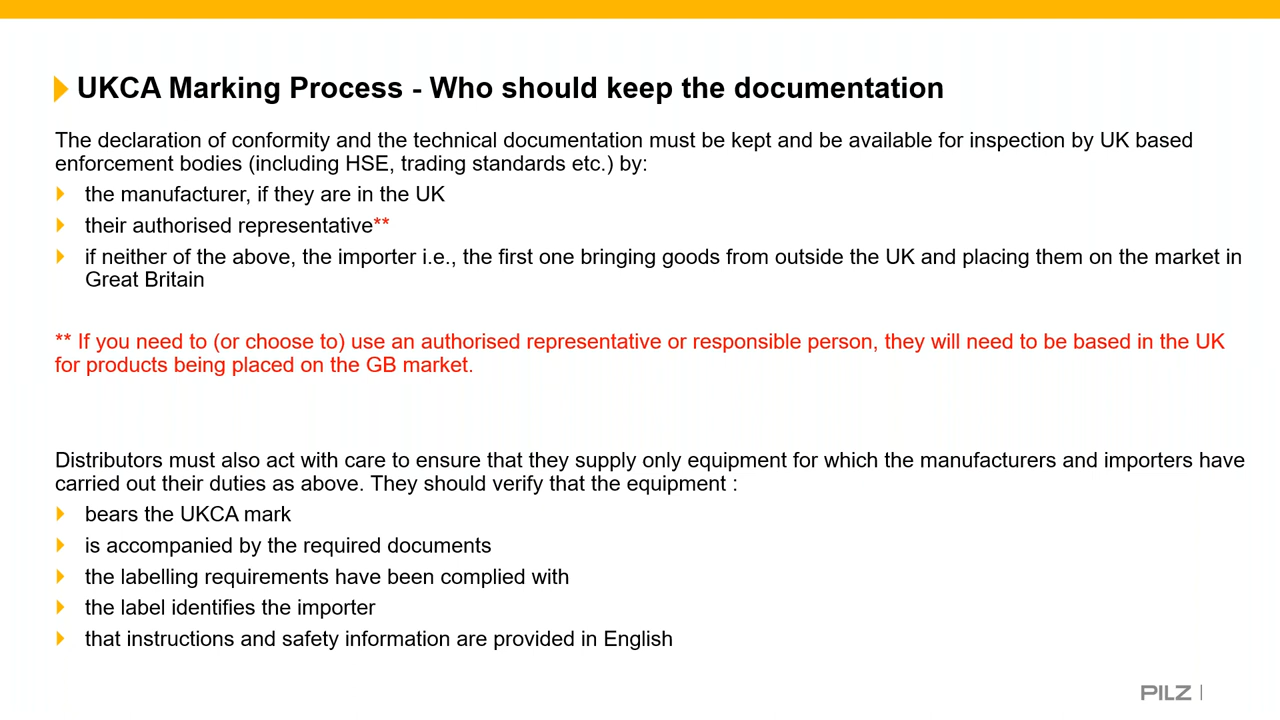 UKCA Marking Process - Who should keep the documentation
The declaration of conformity and the technical documentation must be kept and be available for inspection by UK based
enforcement bodies (including HSE, trading standards etc.) by:
the manufacturer, if they are in the UK
their authorised representative**
if neither of the above, the importer i.e., the first one bringing goods from outside the UK and placing them on the market in
Great Britain
** If you need to (or choose to) use an authorised representative or responsible person, they will need to be based in the UK
for products being placed on the GB market.
Distributors must also act with care to ensure that they supply only equipment for which the manufacturers and importers have
carried out their duties as above. They should verify that the equipment :
bears the UKCA mark
is accompanied by the required documents
the labelling requirements have been complied with
the label identifies the importer
that instructions and safety information are provided in English
PILZ